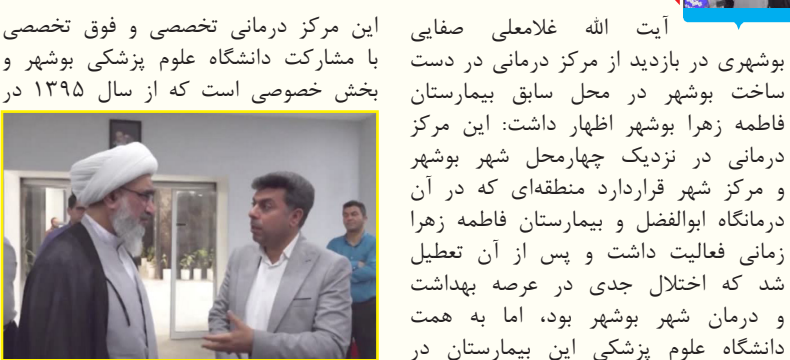 آیت الله غلامعلی صفایی
بوشهری در بازدید از مرکز درمانی در دست
ساخت بوشهر در محل سابق بیمارستان
فاطمه زهرا بوشهر اظهار داشت: این مرکز
درمانی در نزدیک چهارمحل شهر بوشهر
و مرکز شهر قراردارد منطقه‌ای که در آن
درمانگاه ابوالفضل و بیمارستان فاطمه زهرا
زمانی فعالیت داشت و پس از آن تعطیل
شد که اختلال جدی در عرصه بهداشت
و درمان شهر بوشهر بود، اما به همت
دانشگاه علوم پزشکی این بیمارستان در
این مرکز درمانی تخصصی و فوق تخصصی
با مشارکت دانشگاه علوم پزشکی بوشهر و
بخش خصوصی است که از سال ۱۳۹۵ در